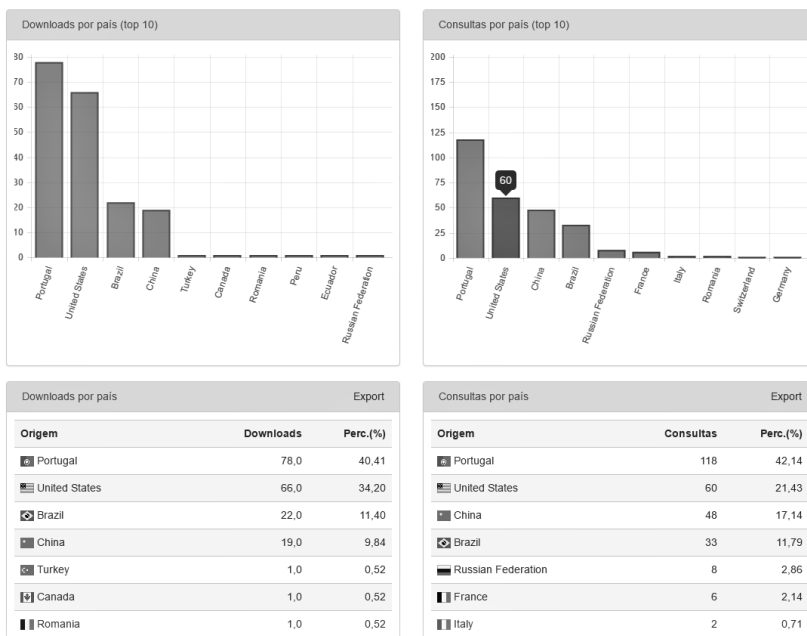 Downloads por país (top 10)
80
70
60
50
40
30
20
10
0
Portugal
United States
Brazil
China
Turkey
Canada
Romania
Peru
Ecuador
Russian Federation
Consultas por país (top 10)
200
175
150
125
100
75
50
25
0
60
Portugal
United States
China
Brazil
Russian Federation
France
Italy
Romania
Switzerland
Germany
Downloads por país Export
Origem Downloads Perc.(%)
Portugal 78,0 40,41
United States 66,0 34,20
Brazil 22,0 11,40
China 19,0 9,84
Turkey 1,0 0,52
Canada 1,0 0,52
Romania 1,0 0,52
Consultas por país Export
Origem Consultas Perc.(%)
Portugal 118 42,14
United States 60 21,43
China 48 17,14
Brazil 33 11,79
Russian Federation 8 2,86
France 6 2,14
Italy 2 0,71